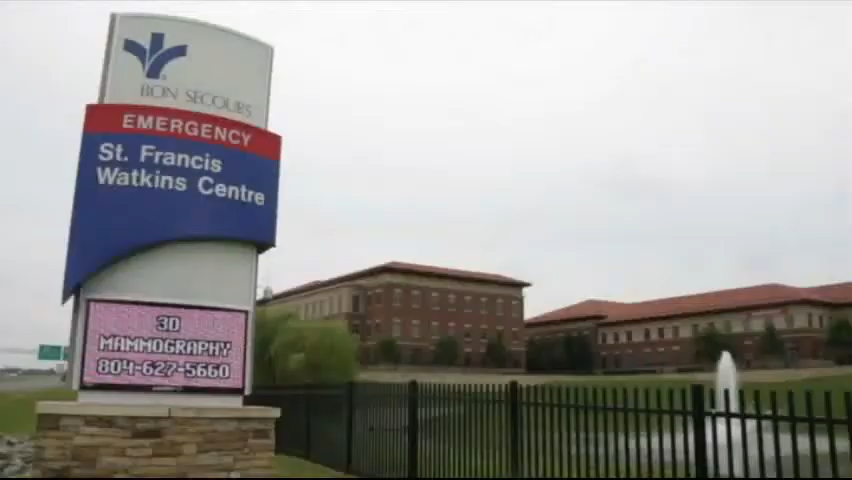 BON SECOURS
EMERGENCY
St. Francis
Watkins Centre
3D
MAMMOGRAPHY
804-627-5660